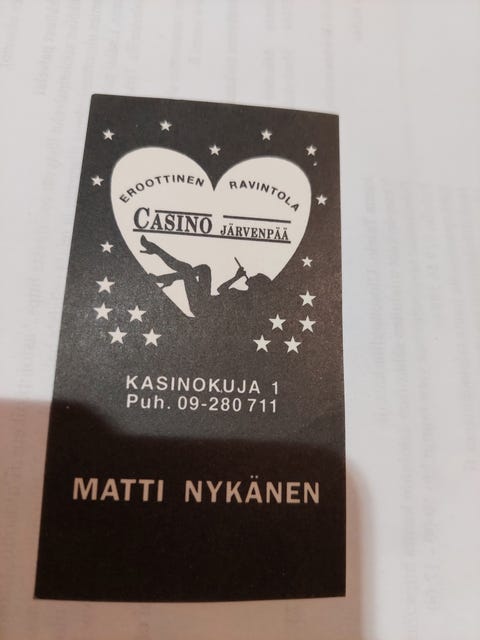 EROOTTINEN RAVINTOLA
CASINO JÄRVENPÄÄ
KASINOKUJA 1
Puh. 09-280 711
MATTI NYKÄNEN